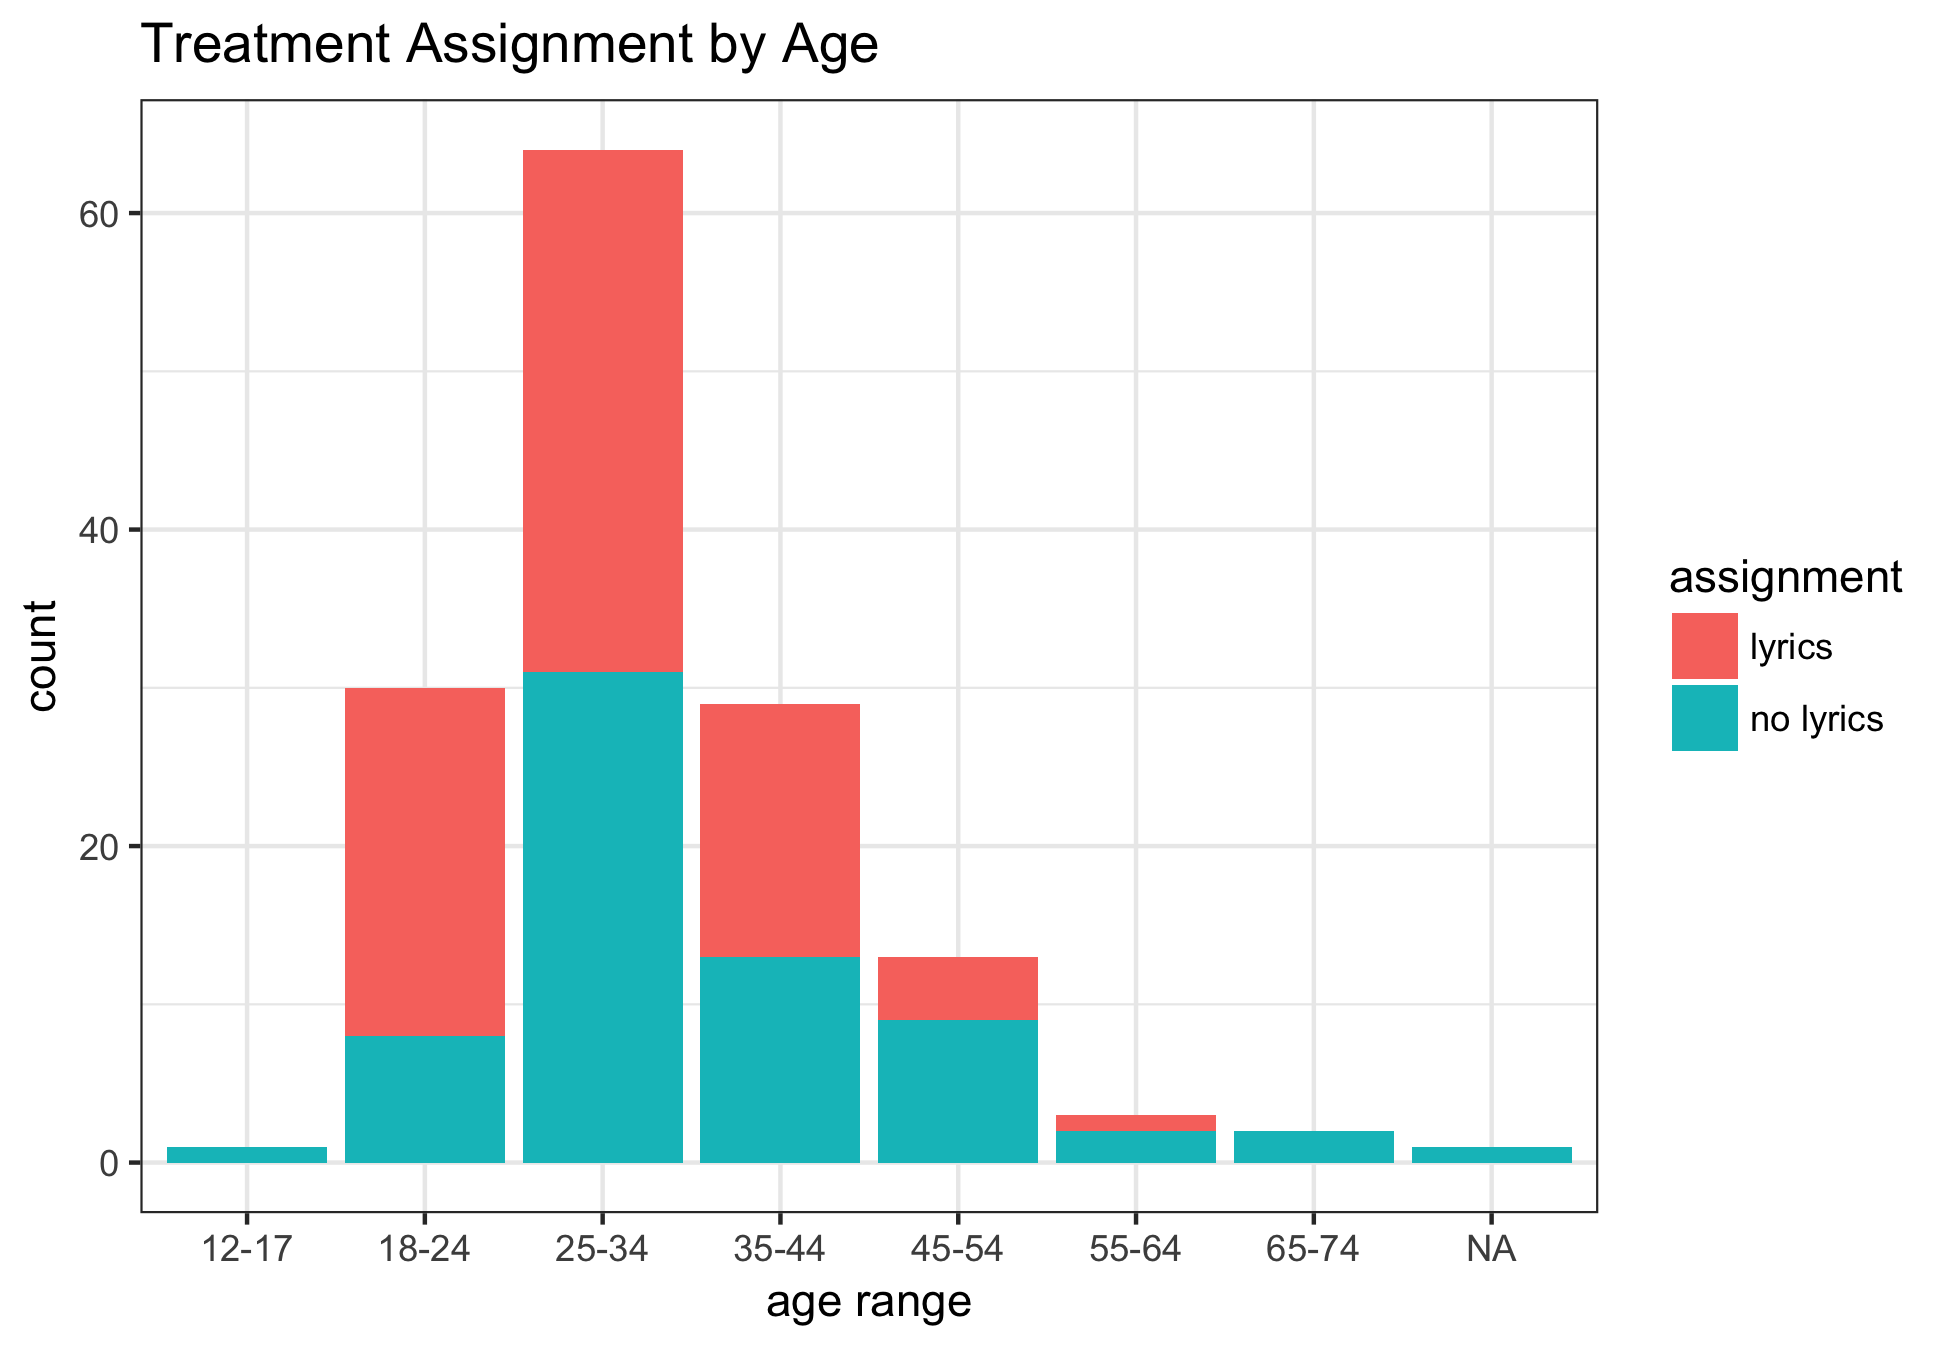 Treatment Assignment by Age
60
40
20
0
count
12-17 18-24 25-34 35-44 45-54 55-64 65-74 NA
age range
assignment
lyrics
no lyrics